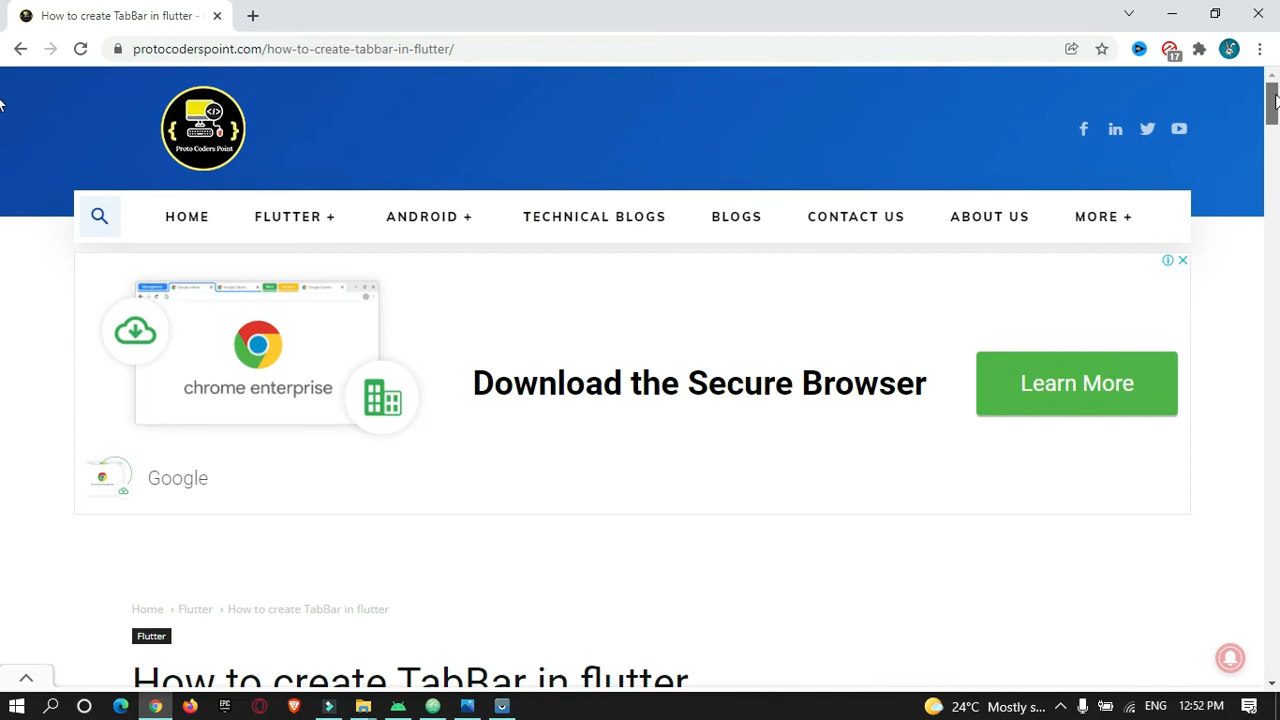 How to create TabBar in flutter -
protocoderspoint.com/how-to-create-tabbar-in-flutter/
17
Proto Coders Point
HOME
FLUTTER +
ANDROID +
TECHNICAL BLOGS
BLOGS
CONTACT US
ABOUT US
MORE +
chrome enterprise
Download the Secure Browser
Learn More
Google
Home › Flutter › How to create TabBar in flutter
Flutter
How to create TabBar in flutter
EPIC
24°C Mostly s...
ENG
12:52 PM